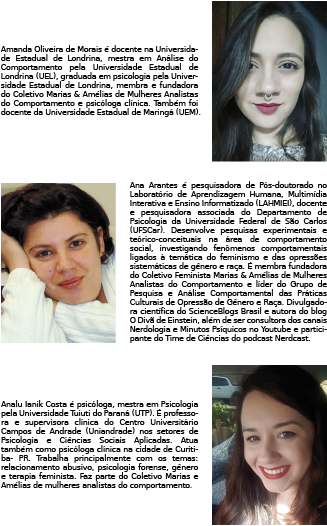 Amanda Oliveira de Morais é docente na Universida-
de Estadual de Londrina, mestra em Análise do
Comportamento pela Universidade Estadual de
Londrina (UEL), graduada em psicologia pela Univer-
sidade Estadual de Londrina, membra e fundadora
do Coletivo Marias & Amélias de Mulheres Analistas
do Comportamento e psicóloga clínica. Também foi
docente da Universidade Estadual de Maringá (UEM).
Ana Arantes é pesquisadora de Pós-doutorado no
Laboratório de Aprendizagem Humana, Multimídia
Interativa e Ensino Informatizado (LAHMIEI), docente
e pesquisadora associada do Departamento de
Psicologia da Universidade Federal de São Carlos
(UFSCar). Desenvolve pesquisas experimentais e
teórico-conceituais na área de comportamento
social, investigando fenômenos comportamentais
ligados à temática do feminismo e das opressões
sistemáticas de gênero e raça. É membra fundadora
do Coletivo Feminista Marias & Amélias de Mulheres
Analistas do Comportamento e líder do Grupo de
Pesquisa e Análise Comportamental das Práticas
Culturais de Opressão de Gênero e Raça. Divulgado-
ra científica do ScienceBlogs Brasil e autora do blog
O Divã de Einstein, além de ser consultora dos canais
Nerdologia e Minutos Psíquicos no Youtube e partici-
pante do Time de Ciências do podcast Nerdcast.
Analu Ianik Costa é psicóloga, mestra em Psicologia
pela Universidade Tuiuti do Paraná (UTP). É professo-
ra e supervisora clínica do Centro Universitário
Campos de Andrade (Uniandrade) nos setores de
Psicologia e Ciências Sociais Aplicadas. Atua
também como psicóloga clínica na cidade de Curiti-
ba- PR. Trabalha principalmente com os temas:
relacionamento abusivo, psicologia forense, gênero
e terapia feminista. Faz parte do Coletivo Marias e
Amélias de mulheres analistas do comportamento.